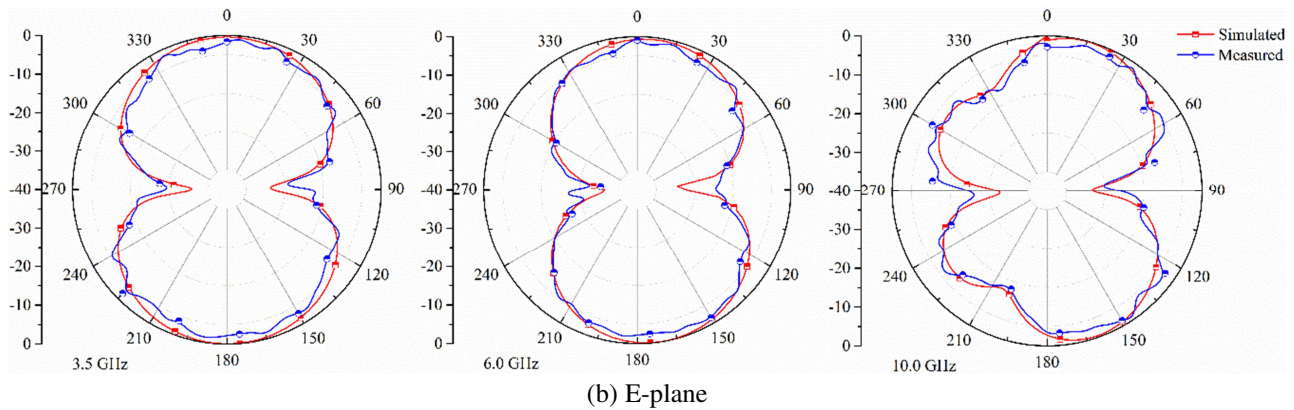 0 0 0
330 30 330 30 330 30
Simulated
Measured
0 0 0
-10 -10 -10
300 60 300 60 300 60
-20 -20 -20
-30 -30 -30
-40 270 90 -40 270 90 -40 270 90
-30 -30 -30
-20 -20 -20
240 120 240 120 240 120
-10 -10 -10
210 150 210 150 210 150
0 0 0
3.5 GHz 180 6.0 GHz 180 10.0 GHz 180
(b) E-plane